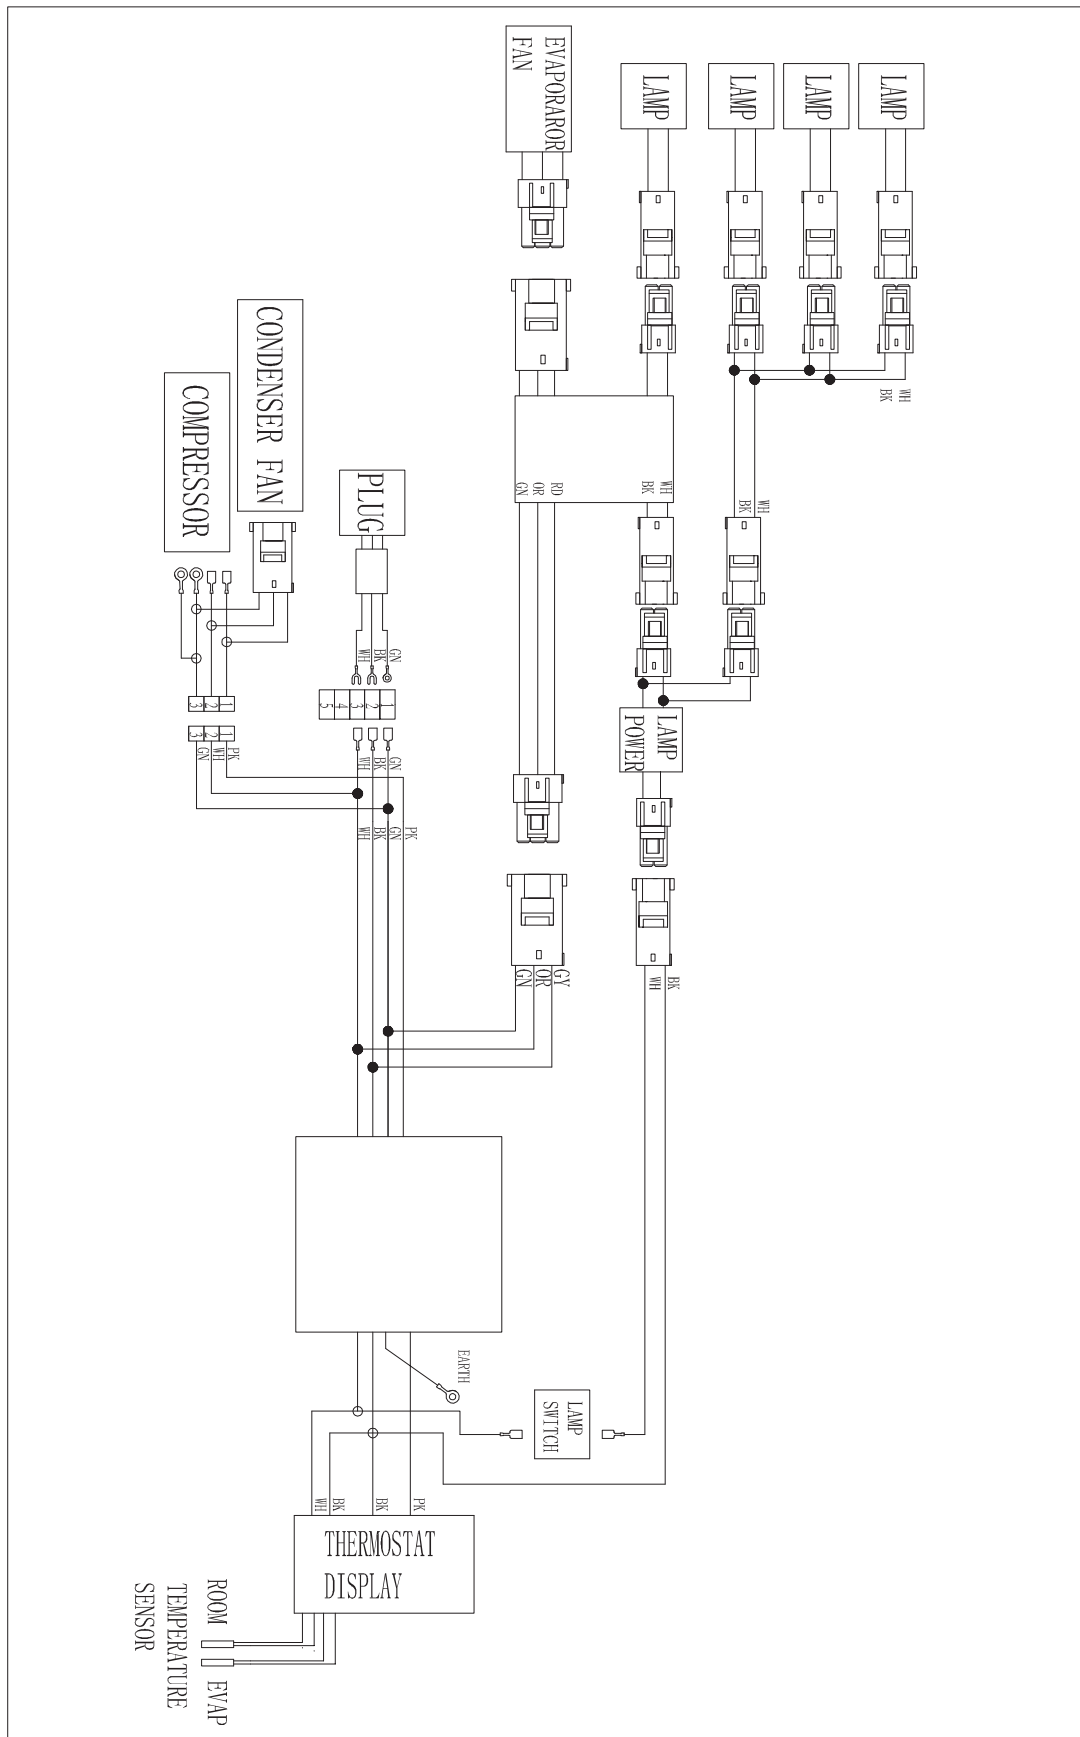 EVAPORAROR
FAN
LAMP
LAMP
LAMP
LAMP
CONDENSER FAN
COMPRESSOR
PLUG
WH
BK
WH
BK
GN
OR
RD
BK
WH
WH
BK
GN
5
4
3
2
1
3
2
1
3
2
1
GN
WH
PK
WH
BK
GN
WH
BK
GN
PK
LAMP
POWER
GN
OR
GY
WH
BK
EARTH
LAMP
SWITCH
WH
BK
BK
PK
THERMOSTAT
DISPLAY
ROOM EVAP
TEMPERATURE
SENSOR